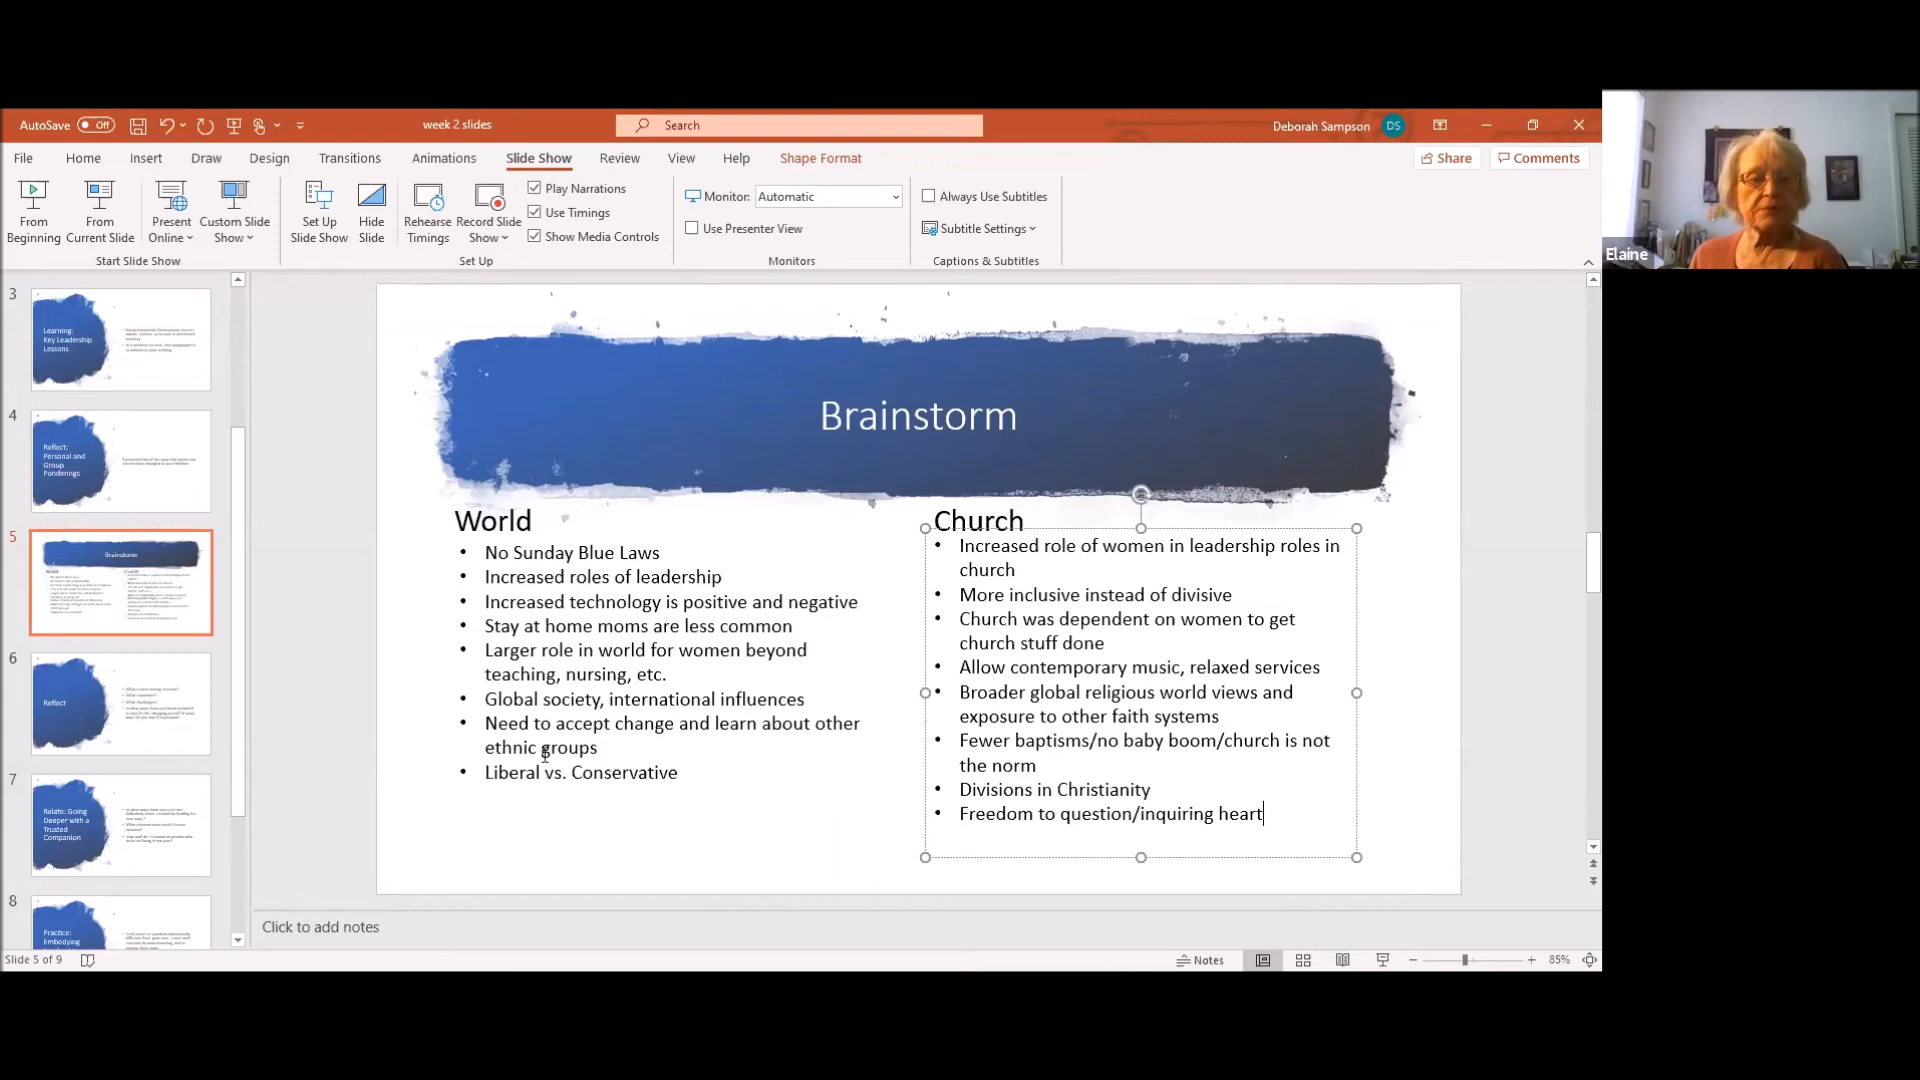 AutoSave Off
week 2 slides
Search
Deborah Sampson DS
File Home Insert Draw Design Transitions Animations Slide Show Review View Help Shape Format
Share Comments
From Beginning
From Current Slide
Present Online
Custom Slide Show
Start Slide Show
Set Up Slide Show
Hide Slide
Rehearse Timings
Record Slide Show
Play Narrations
Use Timings
Show Media Controls
Set Up
Monitor: Automatic
Use Presenter View
Monitors
Always Use Subtitles
Subtitle Settings
Captions & Subtitles
Elaine
3
Learning:
Key Leadership
Lessons
4
Reflect:
Personal and
Group
Ponderings
5
Brainstorm
World
Church
6
Reflect
7
Relate: Going
Deeper with a
Trusted
Companion
8
Practice:
Embodying
Brainstorm
World
• No Sunday Blue Laws
• Increased roles of leadership
• Increased technology is positive and negative
• Stay at home moms are less common
• Larger role in world for women beyond
teaching, nursing, etc.
• Global society, international influences
• Need to accept change and learn about other
ethnic groups
• Liberal vs. Conservative
Church
• Increased role of women in leadership roles in
church
• More inclusive instead of divisive
• Church was dependent on women to get
church stuff done
• Allow contemporary music, relaxed services
• Broader global religious world views and
exposure to other faith systems
• Fewer baptisms/no baby boom/church is not
the norm
• Divisions in Christianity
• Freedom to question/inquiring heart
Click to add notes
Slide 5 of 9
Notes
85%